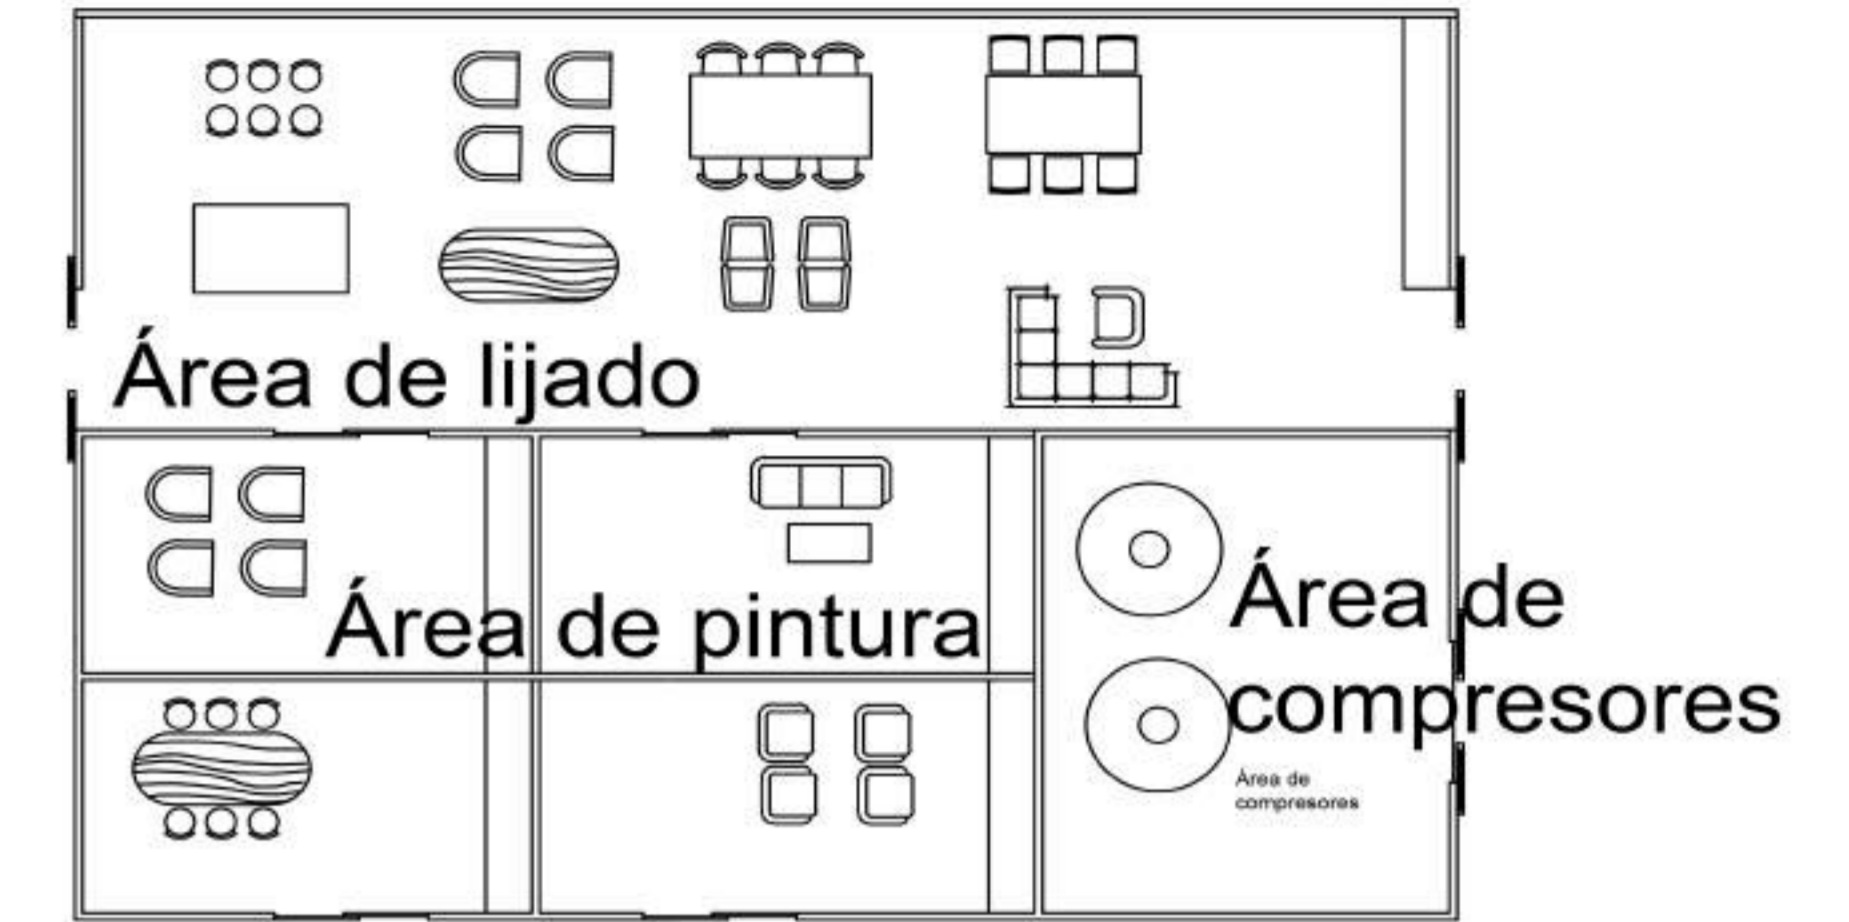 Área de lijado
Área de pintura
Área de
compresores
Área de
compresores